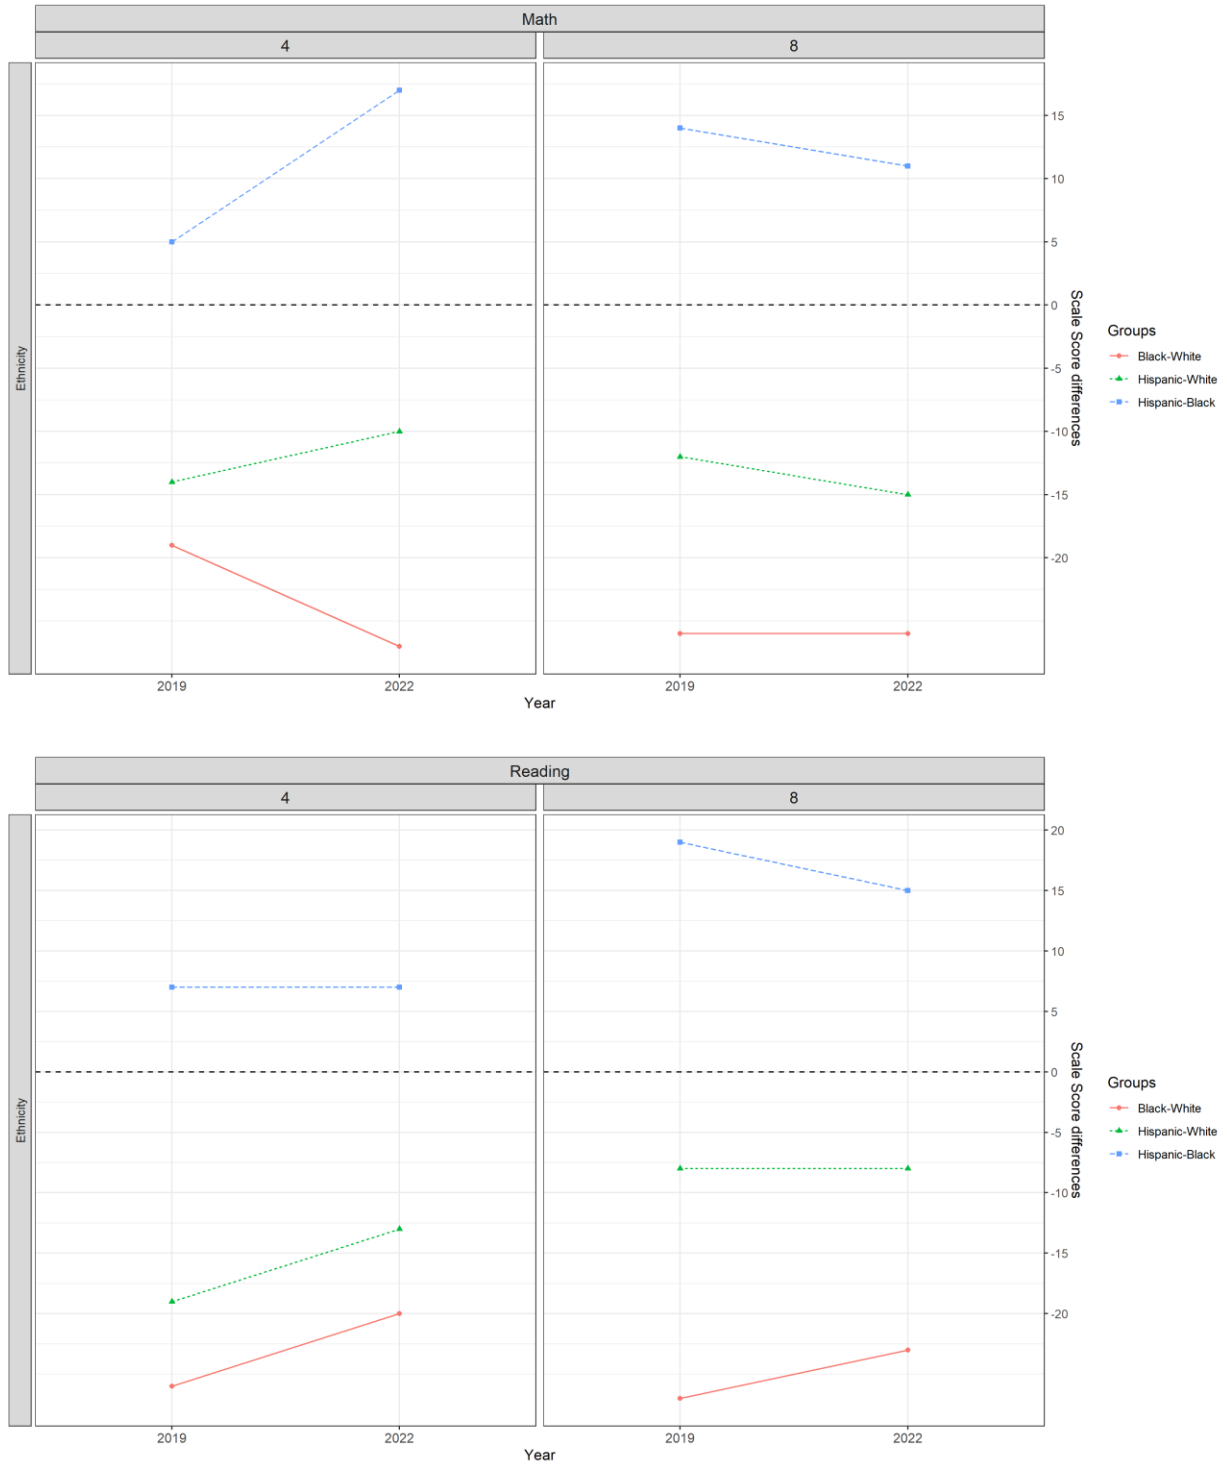 Math
4
8
Ethnicity
15
10
5
0
-5
-10
-15
-20
Scale Score differences
2019
2022
2019
2022
Year
Groups
Black-White
Hispanic-White
Hispanic-Black
Reading
4
8
Ethnicity
20
15
10
5
0
-5
-10
-15
-20
Scale Score differences
2019
2022
2019
2022
Year
Groups
Black-White
Hispanic-White
Hispanic-Black